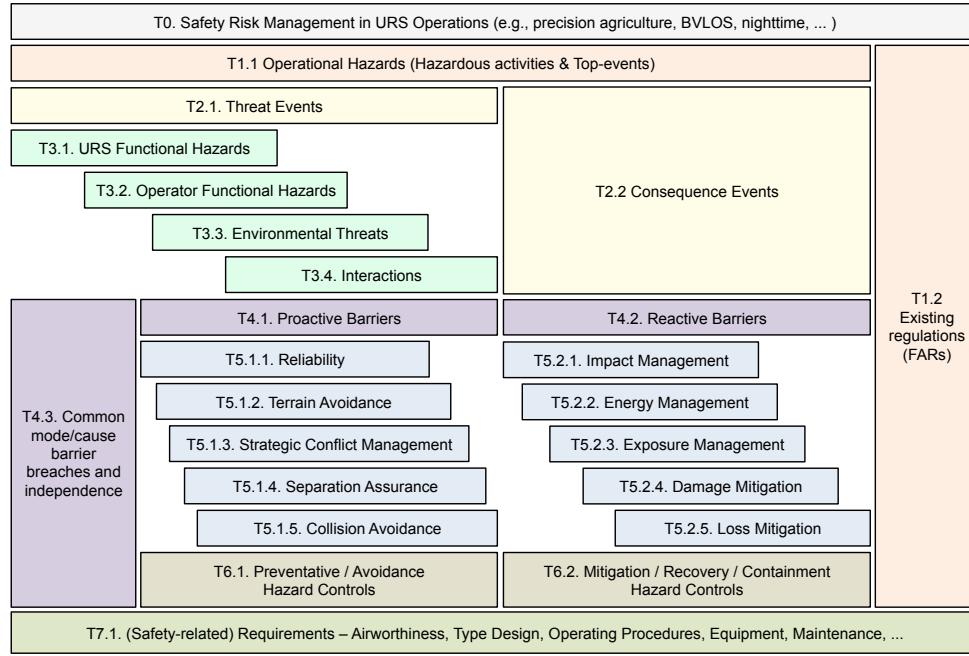 T0. Safety Risk Management in URS Operations (e.g., precision agriculture, BVLOS, nighttime, ... )
T1.1 Operational Hazards (Hazardous activities & Top-events)
T2.1. Threat Events
T3.1. URS Functional Hazards
T3.2. Operator Functional Hazards
T3.3. Environmental Threats
T3.4. Interactions
T2.2 Consequence Events
T1.2
Existing
regulations
(FARs)
T4.3. Common
mode/cause
barrier
breaches and
independence
T4.1. Proactive Barriers
T5.1.1. Reliability
T5.1.2. Terrain Avoidance
T5.1.3. Strategic Conflict Management
T5.1.4. Separation Assurance
T5.1.5. Collision Avoidance
T6.1. Preventative / Avoidance
Hazard Controls
T4.2. Reactive Barriers
T5.2.1. Impact Management
T5.2.2. Energy Management
T5.2.3. Exposure Management
T5.2.4. Damage Mitigation
T5.2.5. Loss Mitigation
T6.2. Mitigation / Recovery / Containment
Hazard Controls
T7.1. (Safety-related) Requirements – Airworthiness, Type Design, Operating Procedures, Equipment, Maintenance, ...